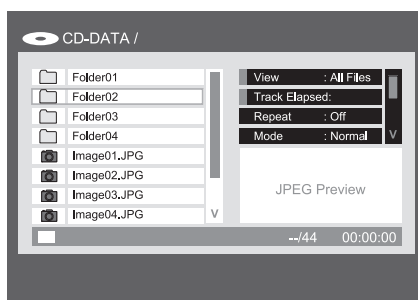 CD-DATA /
Folder01
Folder02
Folder03
Folder04
Image01.JPG
Image02.JPG
Image03.JPG
Image04.JPG
V
View : All Files
Track Elapsed:
Repeat : Off
Mode : Normal V
JPEG Preview
--/44 00:00:00